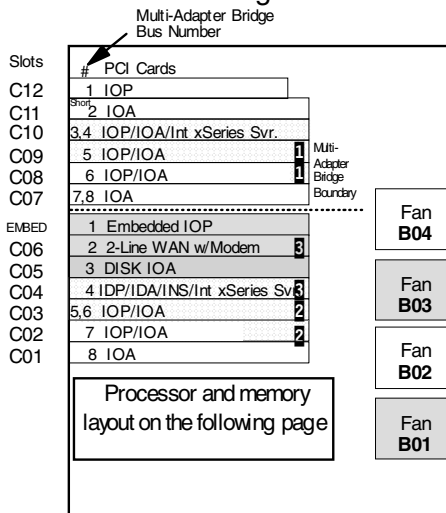 Multi-Adapter Bridge
Bus Number
Slots
# PCI Cards
C12 1 IOP
C11 Short 2 IOA
C10 3,4 IOP/IOA/Int xSeries Svr.
C09 5 IOP/IOA 1
C08 6 IOP/IOA 1
C07 7,8 IOA
Multi-
Adapter
Bridge
Boundary
EMBED 1 Embedded IOP
C06 2 2-Line WAN w/Modem 3
C05 3 DISK IOA
C04 4 IDP/IDA/INS/Int xSeries Svr 3
C03 5,6 IOP/IOA 2
C02 7 IOP/IOA 2
C01 8 IOA
Processor and memory
layout on the following page
Fan
B04
Fan
B03
Fan
B02
Fan
B01